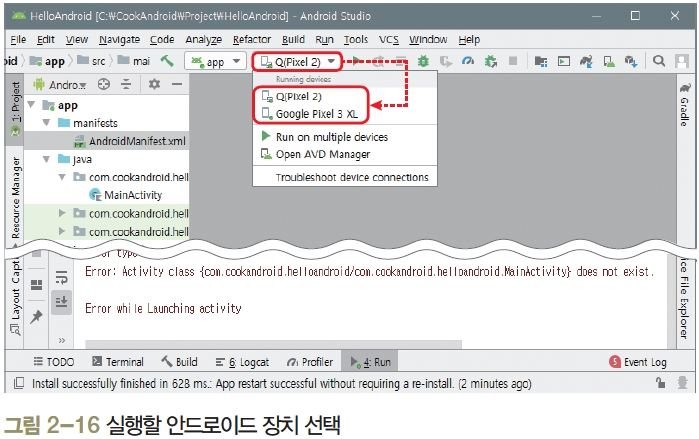 HelloAndroid [C:₩CookAndroid₩Project₩HelloAndroid] - Android Studio
File Edit View Navigate Code Analyze Refactor Build Run Tools VCS Window Help
oid app src mai app Q(Pixel 2)
Running devices
Q(Pixel 2)
Google Pixel 3 XL
Run on multiple devices
Open AVD Manager
Troubleshoot device connections
1: Project
Resource Manager
Layout Captu
Andro...
app
manifests
AndroidManifest.xml
java
com.cookandroid.hell
MainActivity
com.cookandroid.hell
com.cookandroid.hell
Gradle
ice File Explorer
Error: Activity class {com.cookandroid.helloandroid/com.cookandroid.helloandroid.MainActivity} does not exist.
Error while Launching activity
TODO Terminal Build 6: Logcat Profiler 4: Run 5 Event Log
Install successfully finished in 628 ms.: App restart successful without requiring a re-install. (2 minutes ago)
그림 2-16 실행할 안드로이드 장치 선택